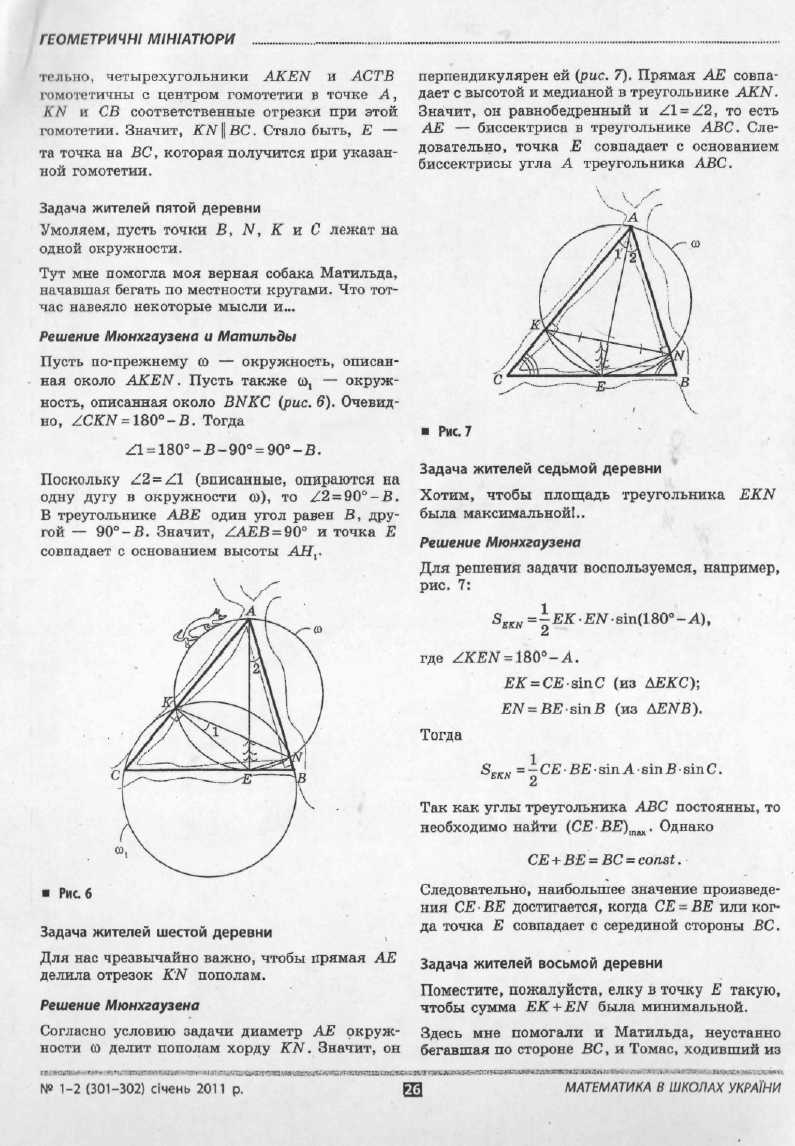 ГЕОМЕТРИЧНІ МІНІАТЮРИ
тельно, четырехугольники AKEN и ACTB
гомотетичны с центром гомотетии в точке A,
KN и CB соответственные отрезки при этой
гомотетии. Значит, KN ∥ BC. Стало быть, E —
та точка на BC, которая получится при указан-
ной гомотетии.
Задача жителей пятой деревни
Умоляем, пусть точки B, N, K и C лежат на
одной окружности.
Тут мне помогла моя верная собака Матильда,
начавшая бегать по местности кругами. Что тот-
час навеяло некоторые мысли и...
Решение Мюнхгаузена и Матильды
Пусть по-прежнему ω — окружность, описан-
ная около AKEN. Пусть также ω₁ — окруж-
ность, описанная около BNKC (рис. 6). Очевид-
но, ∠CKN = 180° – B. Тогда
∠1 = 180° – B – 90° = 90° – B.
Поскольку ∠2 = ∠1 (вписанные, опираются на
одну дугу в окружности ω), то ∠2 = 90° – B.
В треугольнике ABE один угол равен B, дру-
гой — 90° – B. Значит, ∠AEB = 90° и точка E
совпадает с основанием высоты AH₁.
A
ω
2
K
1
N
C
E
B
ω₁
■ Рис. 6
Задача жителей шестой деревни
Для нас чрезвычайно важно, чтобы прямая AE
делила отрезок KN пополам.
Решение Мюнхгаузена
Согласно условию задачи диаметр AE окруж-
ности ω делит пополам хорду KN. Значит, он
перпендикулярен ей (рис. 7). Прямая AE совпа-
дает с высотой и медианой в треугольнике AKN.
Значит, он равнобедренный и ∠1 = ∠2, то есть
AE — биссектриса в треугольнике ABC. Сле-
довательно, точка E совпадает с основанием
биссектрисы угла A треугольника ABC.
A
ω
1 2
K
N
C
E
B
■ Рис. 7
Задача жителей седьмой деревни
Хотим, чтобы площадь треугольника EKN
была максимальной!..
Решение Мюнхгаузена
Для решения задачи воспользуемся, например,
рис. 7:
S_EKN = 1/2 EK · EN · sin(180° – A),
где ∠KEN = 180° – A.
EK = CE · sin C (из ΔEKC);
EN = BE · sin B (из ΔENB).
Тогда
S_EKN = 1/2 CE · BE · sin A · sin B · sin C.
Так как углы треугольника ABC постоянны, то
необходимо найти (CE · BE)max. Однако
CE + BE = BC = const.
Следовательно, наибольшее значение произведе-
ния CE · BE достигается, когда CE = BE или ког-
да точка E совпадает с серединой стороны BC.
Задача жителей восьмой деревни
Поместите, пожалуйста, елку в точку E такую,
чтобы сумма EK + EN была минимальной.
Здесь мне помогали и Матильда, неустанно
бегавшая по стороне BC, и Томас, ходивший из
№ 1–2 (301–302) січень 2011 р.
26
МАТЕМАТИКА В ШКОЛАХ УКРАЇНИ